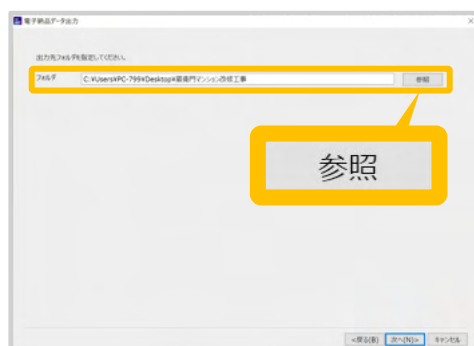 電子納品データ出力
出力先フォルダを指定してください。
フォルダ C:¥Users¥PC-799¥Desktop¥蔵衛門マンション改修工事 参照
参照
<戻る(B) 次へ(N)> キャンセル